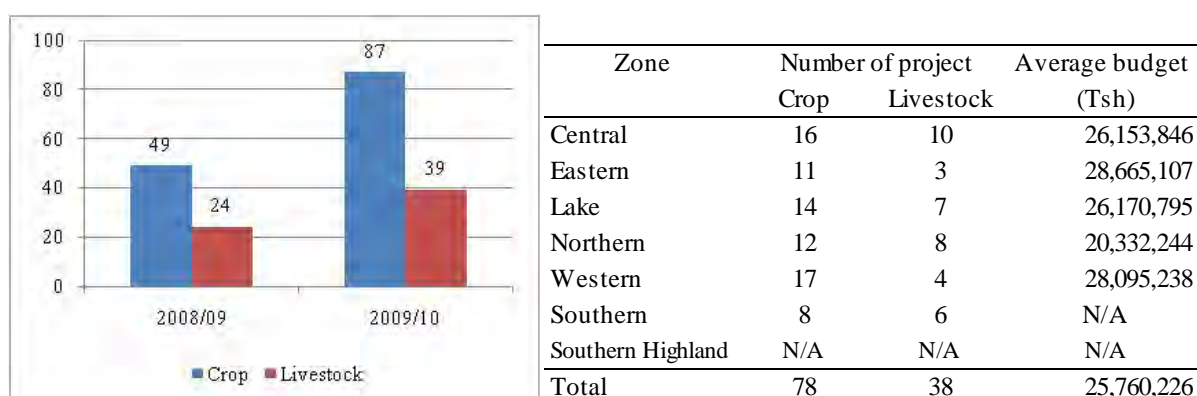 100
80
60
40
20
0
49
24
87
39
2008/09 2009/10
Crop Livestock
Zone Number of project Average budget
Crop Livestock (Tsh)
Central 16 10 26,153,846
Eastern 11 3 28,665,107
Lake 14 7 26,170,795
Northern 12 8 20,332,244
Western 17 4 28,095,238
Southern 8 6 N/A
Southern Highland N/A N/A N/A
Total 78 38 25,760,226